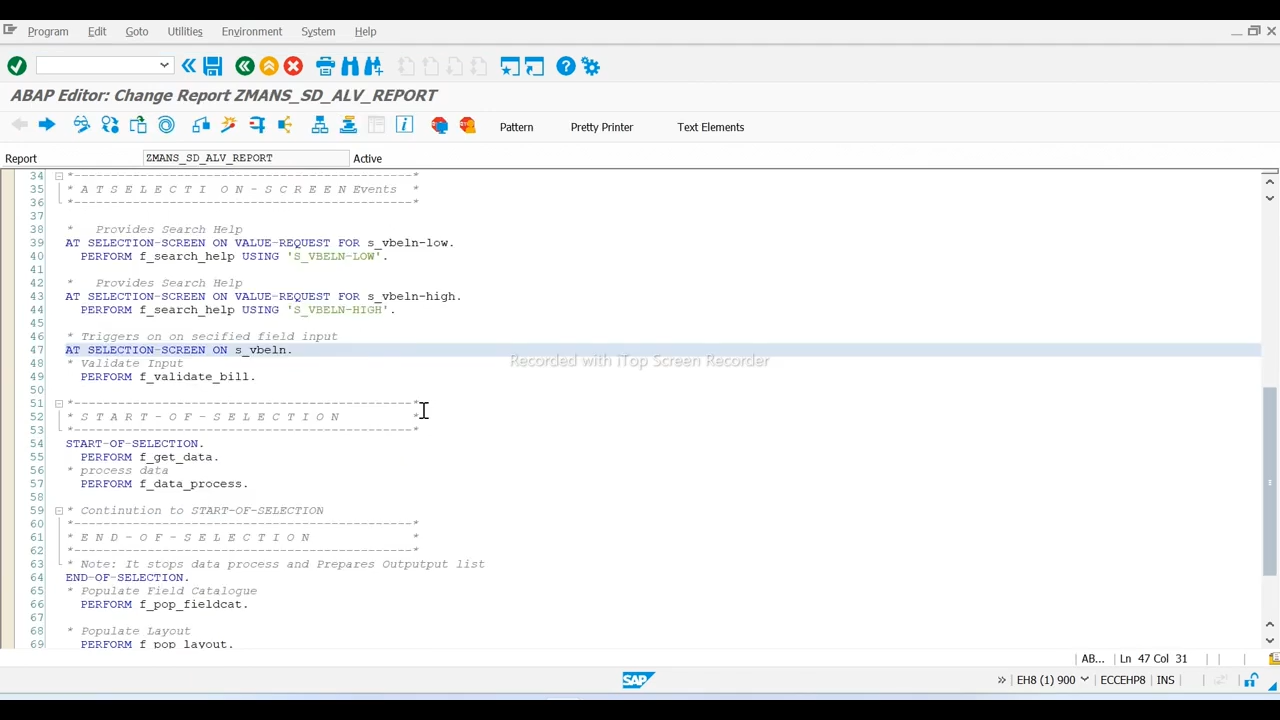 Program Edit Goto Utilities Environment System Help
ABAP Editor: Change Report ZMANS_SD_ALV_REPORT
Pattern Pretty Printer Text Elements
Report ZMANS_SD_ALV_REPORT Active
34 *----------------------------------------------*
35 * A T S E L E C T I  O N - S C R E E N Events  *
36 *----------------------------------------------*
37
38 *   Provides Search Help
39 AT SELECTION-SCREEN ON VALUE-REQUEST FOR s_vbeln-low.
40   PERFORM f_search_help USING 'S_VBELN-LOW'.
41
42 *   Provides Search Help
43 AT SELECTION-SCREEN ON VALUE-REQUEST FOR s_vbeln-high.
44   PERFORM f_search_help USING 'S_VBELN-HIGH'.
45
46 * Triggers on on secified field input
47 AT SELECTION-SCREEN ON s_vbeln.
48 * Validate Input
49   PERFORM f_validate_bill.
50
51 *----------------------------------------------*
52 * S T A R T - O F - S E L E C T I O N          *
53 *----------------------------------------------*
54 START-OF-SELECTION.
55   PERFORM f_get_data.
56 * process data
57   PERFORM f_data_process.
58
59 * Continution to START-OF-SELECTION
60 *----------------------------------------------*
61 * E N D - O F - S E L E C T I O N              *
62 *----------------------------------------------*
63 * Note: It stops data process and Prepares Outputput list
64 END-OF-SELECTION.
65 * Populate Field Catalogue
66   PERFORM f_pop_fieldcat.
67
68 * Populate Layout
69   PERFORM f_pop_layout.
Recorded with iTop Screen Recorder
AB... Ln 47 Col 31
SAP
» EH8 (1) 900 ECCEHP8 INS